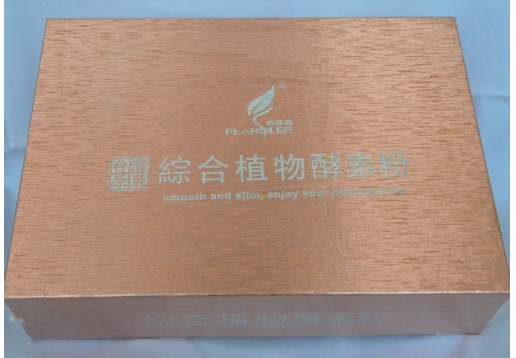 PLAROLER
綜合植物酵素粉
smooth and slim, enjoy your
綜合植物酵素粉